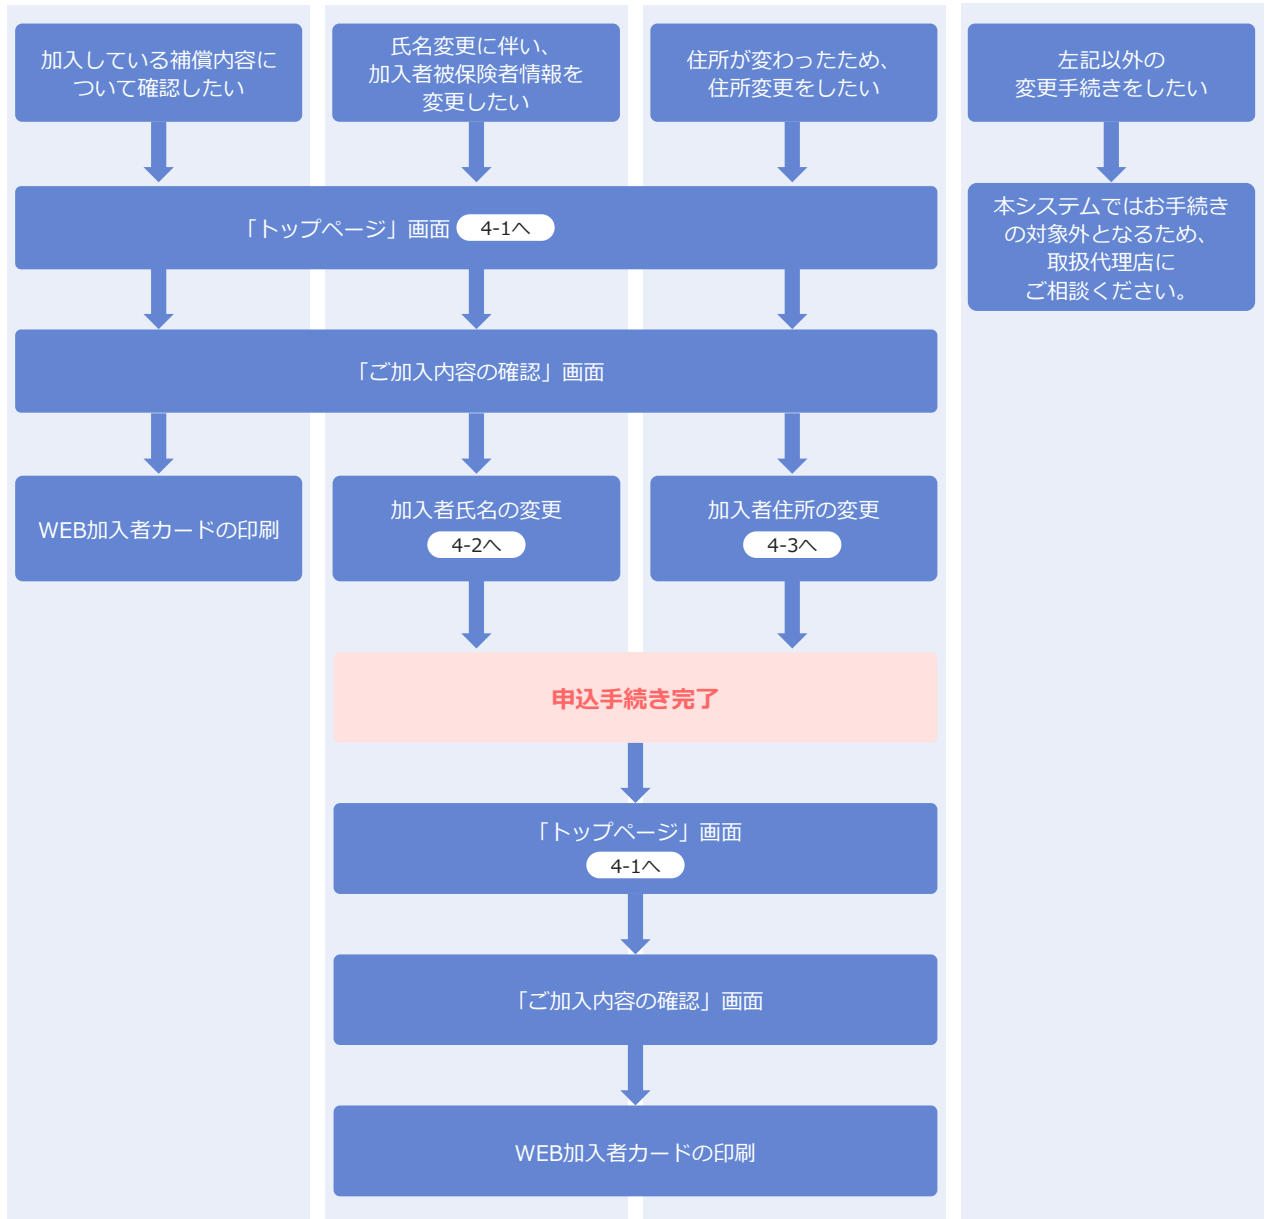 加入している補償内容に
ついて確認したい
氏名変更に伴い、
加入者被保険者情報を
変更したい
住所が変わったため、
住所変更をしたい
左記以外の
変更手続きをしたい
「トップページ」画面 4-1へ
本システムではお手続き
の対象外となるため、
取扱代理店に
ご相談ください。
「ご加入内容の確認」画面
WEB加入者カードの印刷
加入者氏名の変更
4-2へ
加入者住所の変更
4-3へ
申込手続き完了
「トップページ」画面
4-1へ
「ご加入内容の確認」画面
WEB加入者カードの印刷